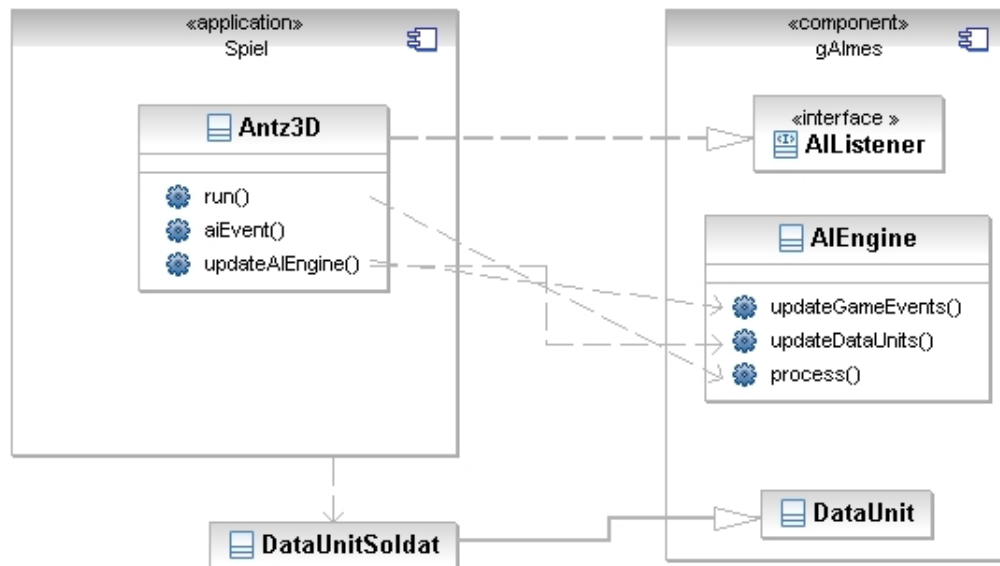 «application»
Spiel
Antz3D
run()
aiEvent()
updateAIEngine()
«component»
gAImes
«interface »
AIListener
AIEngine
updateGameEvents()
updateDataUnits()
process()
DataUnitSoldat
DataUnit